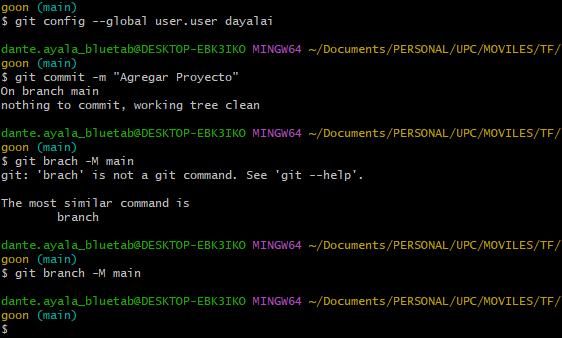 goon (main)
$ git config --global user.user dayalai
dante.ayala_bluetab@DESKTOP-EBK3IKO MINGW64 ~/Documents/PERSONAL/UPC/MOVILES/TF/
goon (main)
$ git commit -m "Agregar Proyecto"
On branch main
nothing to commit, working tree clean
dante.ayala_bluetab@DESKTOP-EBK3IKO MINGW64 ~/Documents/PERSONAL/UPC/MOVILES/TF/
goon (main)
$ git brach -M main
git: 'brach' is not a git command. See 'git --help'.
The most similar command is
branch
dante.ayala_bluetab@DESKTOP-EBK3IKO MINGW64 ~/Documents/PERSONAL/UPC/MOVILES/TF/
goon (main)
$ git branch -M main
dante.ayala_bluetab@DESKTOP-EBK3IKO MINGW64 ~/Documents/PERSONAL/UPC/MOVILES/TF/
goon (main)
$